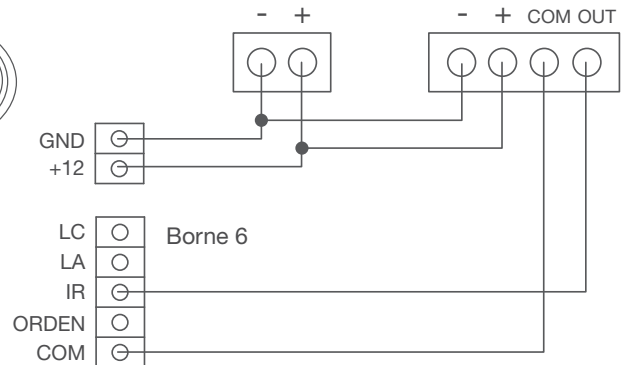 - +
- + COM OUT
GND
+12
LC
Borne 6
LA
IR
ORDEN
COM